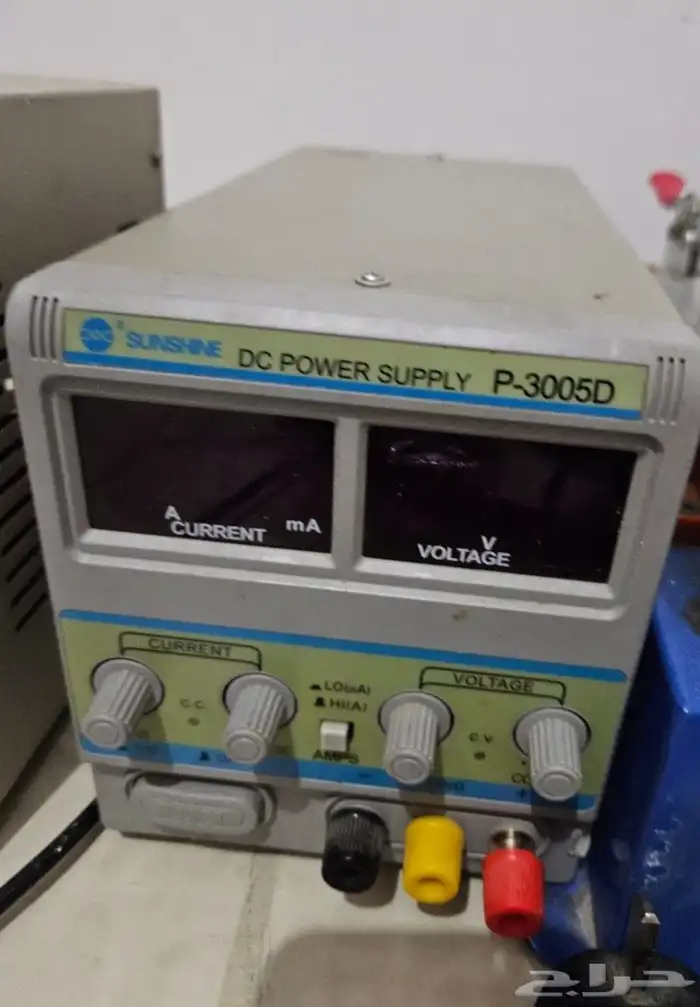 SUNSHINE DC POWER SUPPLY P-3005D
A
CURRENT mA
V
VOLTAGE
CURRENT
VOLTAGE
LO(mA)
HI(A)
C.C.
C.V
AMPS
حراج